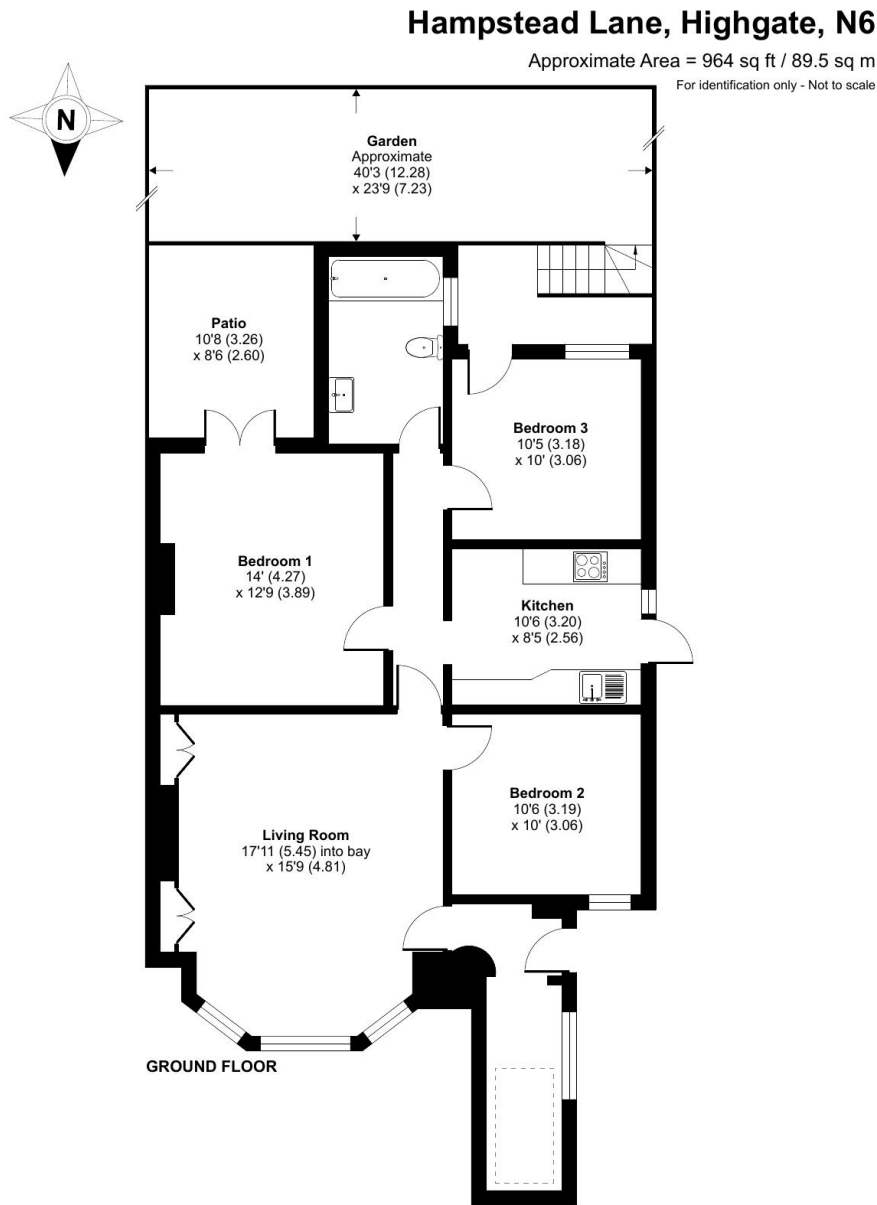 Hampstead Lane, Highgate, N6
Approximate Area = 964 sq ft / 89.5 sq m
For identification only - Not to scale
N
Garden
Approximate
40'3 (12.28)
x 23'9 (7.23)
Patio
10'8 (3.26)
x 8'6 (2.60)
Bedroom 3
10'5 (3.18)
x 10' (3.06)
Bedroom 1
14' (4.27)
x 12'9 (3.89)
Kitchen
10'6 (3.20)
x 8'5 (2.56)
Bedroom 2
10'6 (3.19)
x 10' (3.06)
Living Room
17'11 (5.45) into bay
x 15'9 (4.81)
GROUND FLOOR